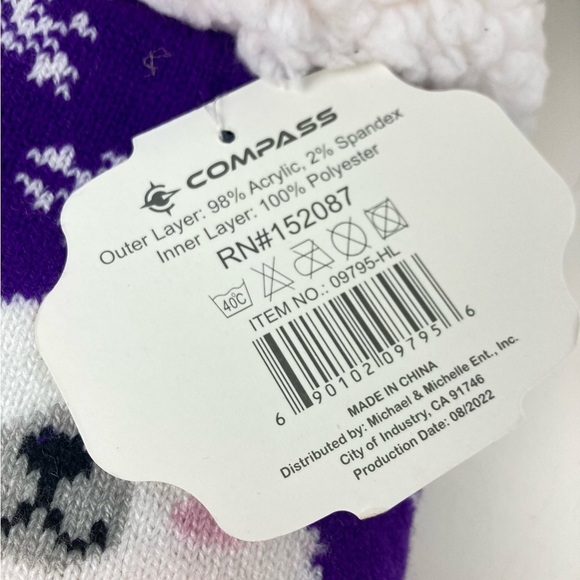 COMPASS
Outer Layer: 98% Acrylic, 2% Spandex
Inner Layer: 100% Polyester
RN#152087
40°C
ITEM NO.: 09795-HL
6 90102 09795 6
MADE IN CHINA
Distributed by: Michael & Michelle Ent., Inc.
City of Industry, CA 91746
Production Date: 08/2022